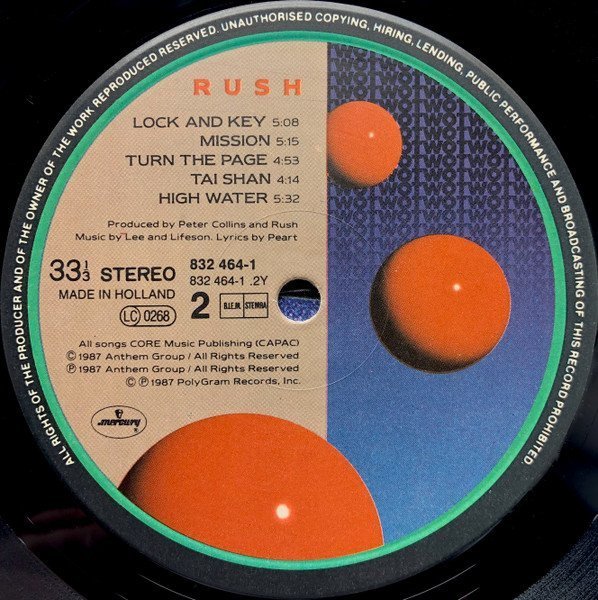 ALL RIGHTS OF THE PRODUCER AND OF THE OWNER OF THE WORK REPRODUCED RESERVED. UNAUTHORISED COPYING, HIRING, LENDING, PUBLIC PERFORMANCE AND BROADCASTING OF THIS RECORD PROHIBITED
RUSH
LOCK AND KEY 5:08
MISSION 5:15
TURN THE PAGE 4:53
TAI SHAN 4:14
HIGH WATER 5:32
Produced by Peter Collins and Rush
Music by Lee and Lifeson. Lyrics by Peart
33⅓ STEREO 832 464-1
832 464-1 .2Y
MADE IN HOLLAND
LC 0268 2 B.I.E.M. STEMRA
All songs CORE Music Publishing (CAPAC)
© 1987 Anthem Group / All Rights Reserved
℗ 1987 Anthem Group / All Rights Reserved
© ℗ 1987 PolyGram Records, Inc.
mercury